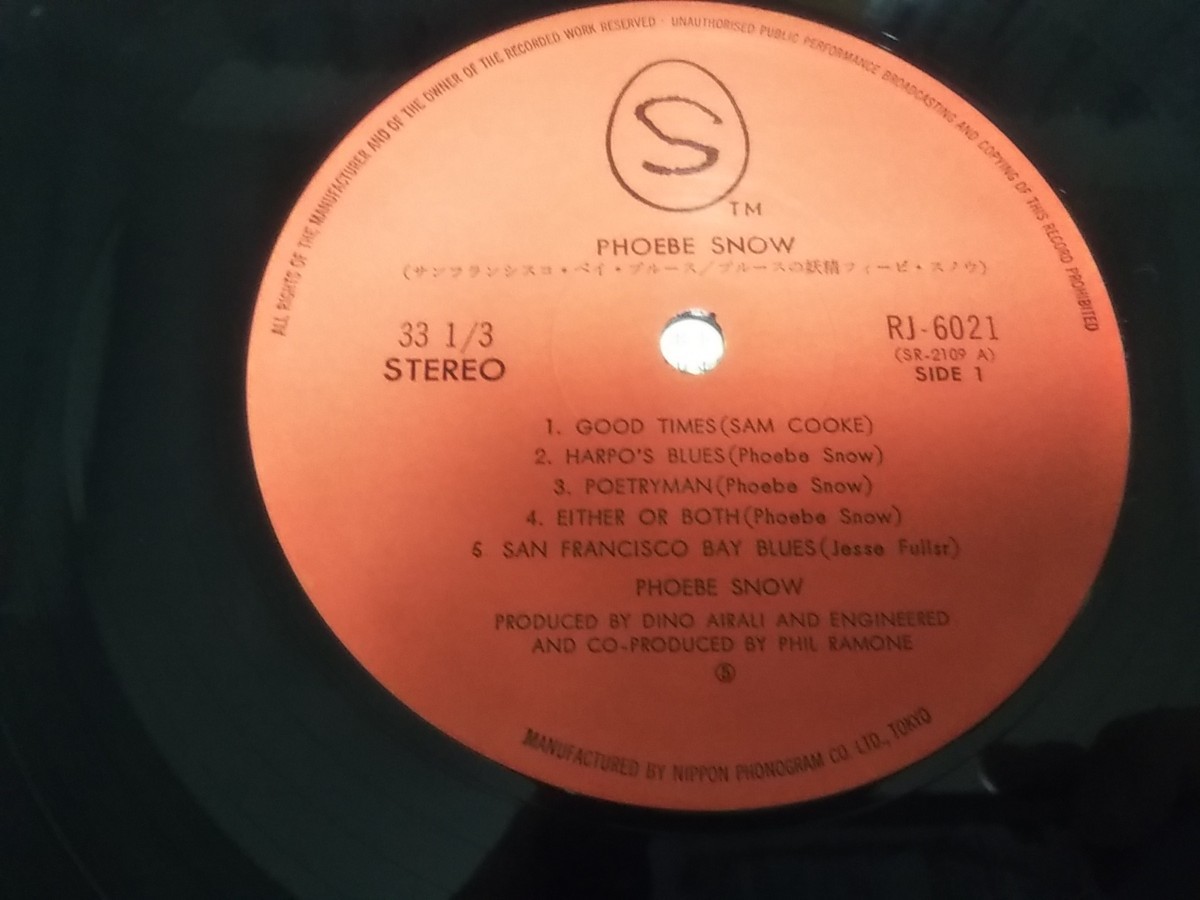 ALL RIGHTS OF THE MANUFACTURER AND OF THE OWNER OF THE RECORDED WORK RESERVED · UNAUTHORISED PUBLIC PERFORMANCE BROADCASTING AND COPYING OF THIS RECORD PROHIBITED
S
TM
PHOEBE SNOW
(サンフランシスコ・ベイ・ブルース/ブルースの妖精フィービ・スノウ)
33 1/3
STEREO
RJ-6021
(SR-2109 A)
SIDE 1
1. GOOD TIMES(SAM COOKE)
2. HARPO'S BLUES(Phoebe Snow)
3. POETRYMAN(Phoebe Snow)
4. EITHER OR BOTH(Phoebe Snow)
5 SAN FRANCISCO BAY BLUES(Jesse Fullsr)
PHOEBE SNOW
PRODUCED BY DINO AIRALI AND ENGINEERED
AND CO-PRODUCED BY PHIL RAMONE
⑤
MANUFACTURED BY NIPPON PHONOGRAM CO. LTD., TOKYO